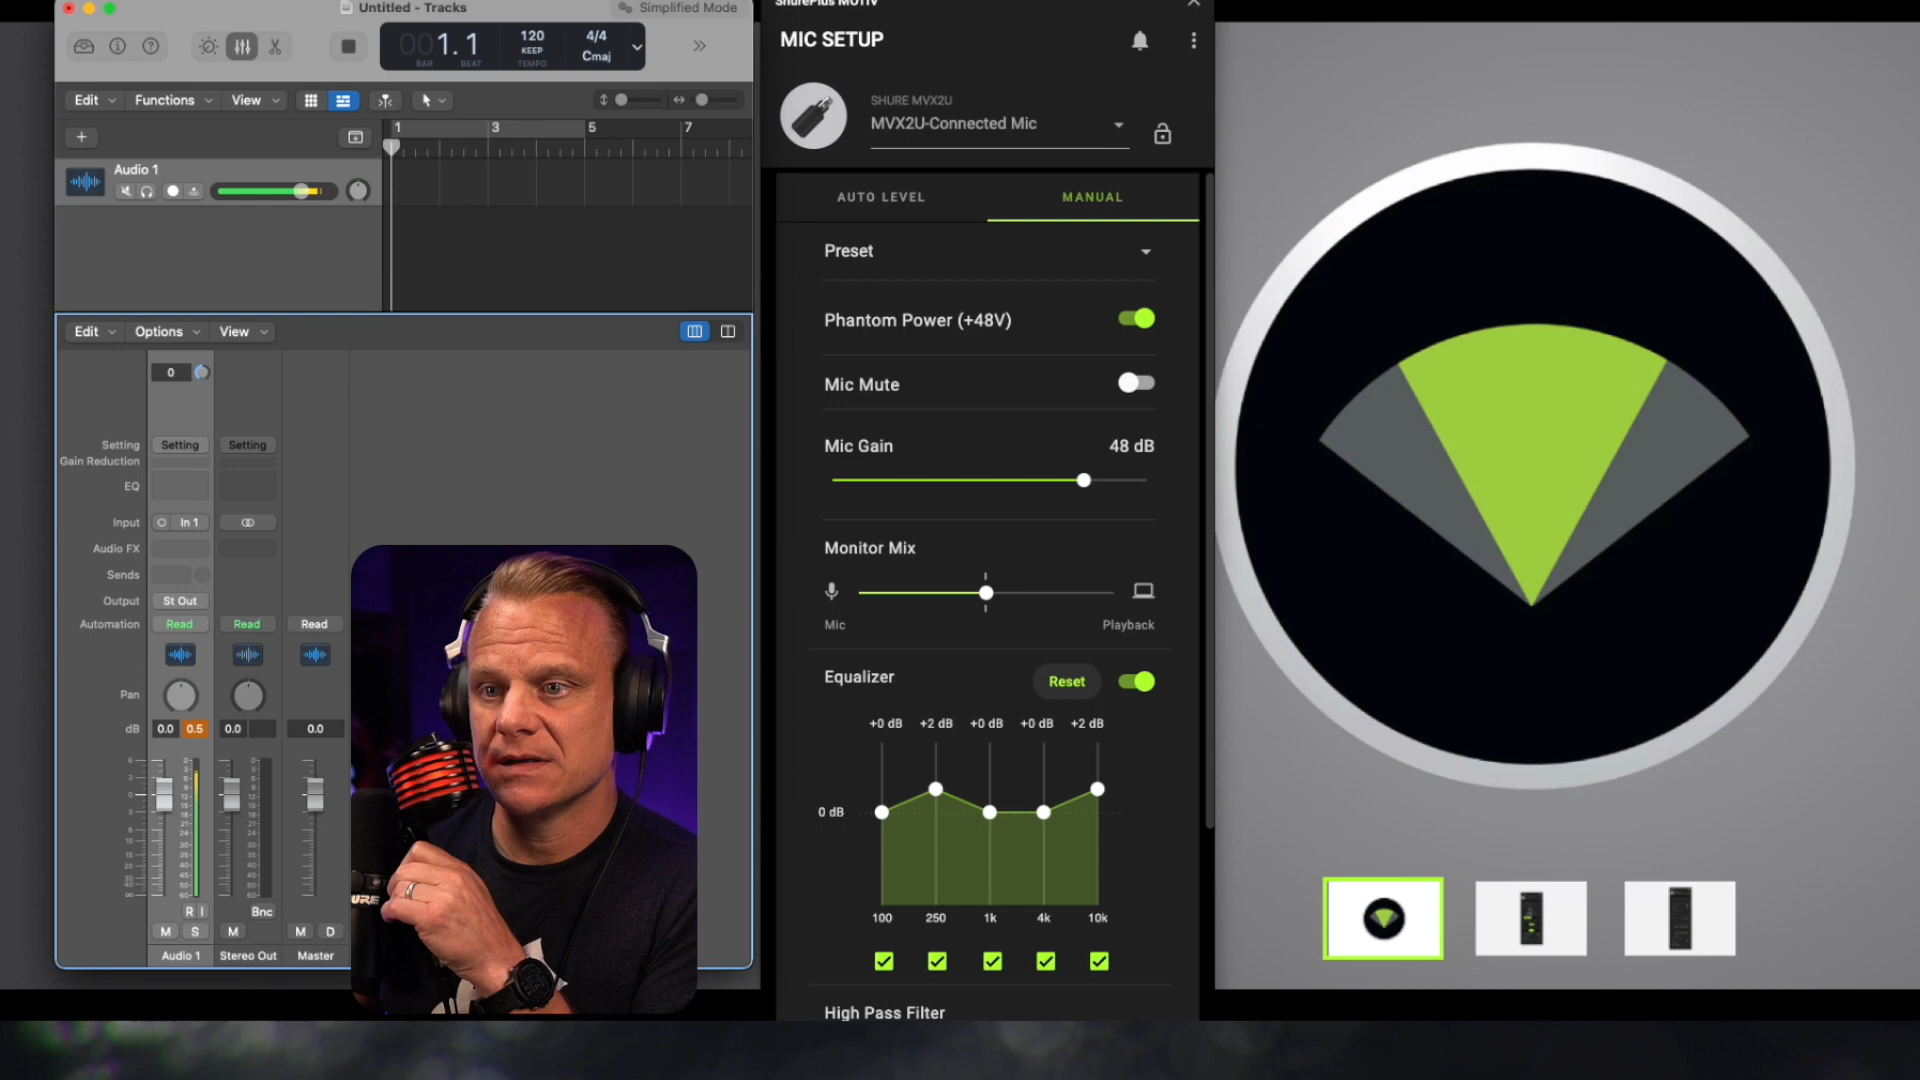 Untitled - Tracks
Simplified Mode
001. 1
BAR BEAT
120
KEEP
TEMPO
4/4
Cmaj
Edit Functions View
1 3 5 7
Audio 1
Edit Options View
0
Setting Setting Setting
Gain Reduction
EQ
Input In 1
Audio FX
Sends
Output St Out
Automation Read Read Read
Pan
dB 0.0 0.5 0.0 0.0
R I Bnc
M S M M D
Audio 1 Stereo Out Master
URE
ShurePlus MOTIV
MIC SETUP
SHURE MVX2U
MVX2U-Connected Mic
AUTO LEVEL MANUAL
Preset
Phantom Power (+48V)
Mic Mute
Mic Gain 48 dB
Monitor Mix
Mic Playback
Equalizer Reset
+0 dB +2 dB +0 dB +0 dB +2 dB
0 dB
100 250 1k 4k 10k
High Pass Filter